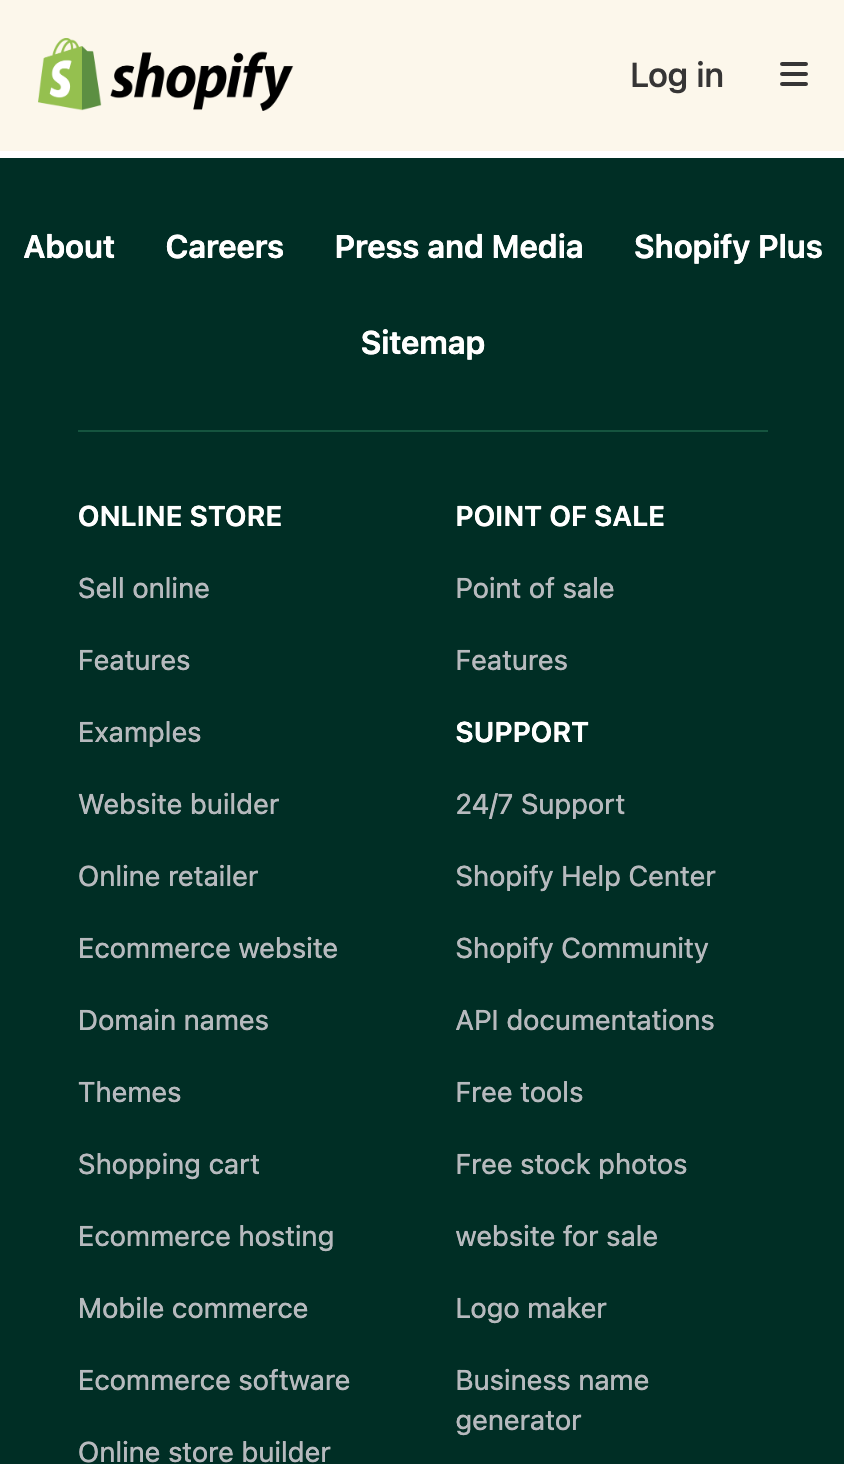 shopify
Log in
About Careers Press and Media Shopify Plus
Sitemap
ONLINE STORE
Sell online
Features
Examples
Website builder
Online retailer
Ecommerce website
Domain names
Themes
Shopping cart
Ecommerce hosting
Mobile commerce
Ecommerce software
Online store builder
POINT OF SALE
Point of sale
Features
SUPPORT
24/7 Support
Shopify Help Center
Shopify Community
API documentations
Free tools
Free stock photos
website for sale
Logo maker
Business name
generator